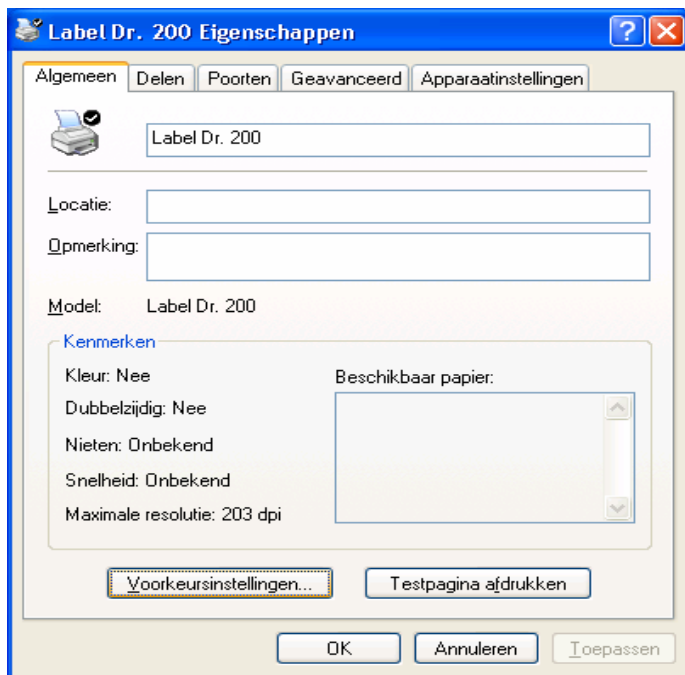 Label Dr. 200 Eigenschappen
Algemeen Delen Poorten Geavanceerd Apparaatinstellingen
Label Dr. 200
Locatie:
Opmerking:
Model: Label Dr. 200
Kenmerken
Kleur: Nee
Beschikbaar papier:
Dubbelzijdig: Nee
Nieten: Onbekend
Snelheid: Onbekend
Maximale resolutie: 203 dpi
Voorkeursinstellingen... Testpagina afdrukken
OK Annuleren Toepassen